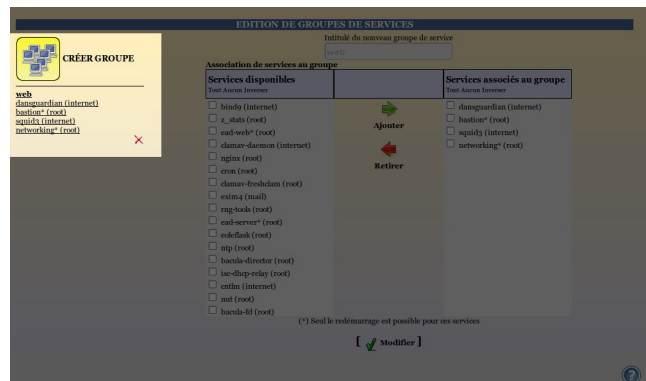 EDITION DE GROUPES DE SERVICES
CRÉER GROUPE
web
dansguardian (internet)
bastion* (root)
squid3 (internet)
networking* (root)
Intitulé du nouveau groupe de service
web
Association de services au groupe
Services disponibles
Tout Aucun Inverser
bind9 (internet)
z_stats (root)
ead-web* (root)
clamav-daemon (internet)
nginx (root)
cron (root)
clamav-freshclam (root)
exim4 (mail)
rng-tools (root)
ead-server* (root)
eoleflask (root)
ntp (root)
bacula-director (root)
isc-dhcp-relay (root)
cntlm (internet)
nut (root)
bacula-fd (root)
Ajouter
Retirer
Services associés au groupe
Tout Aucun Inverser
dansguardian (internet)
bastion* (root)
squid3 (internet)
networking* (root)
(*) Seul le redémarrage est possible pour ces services
[ Modifier ]
?